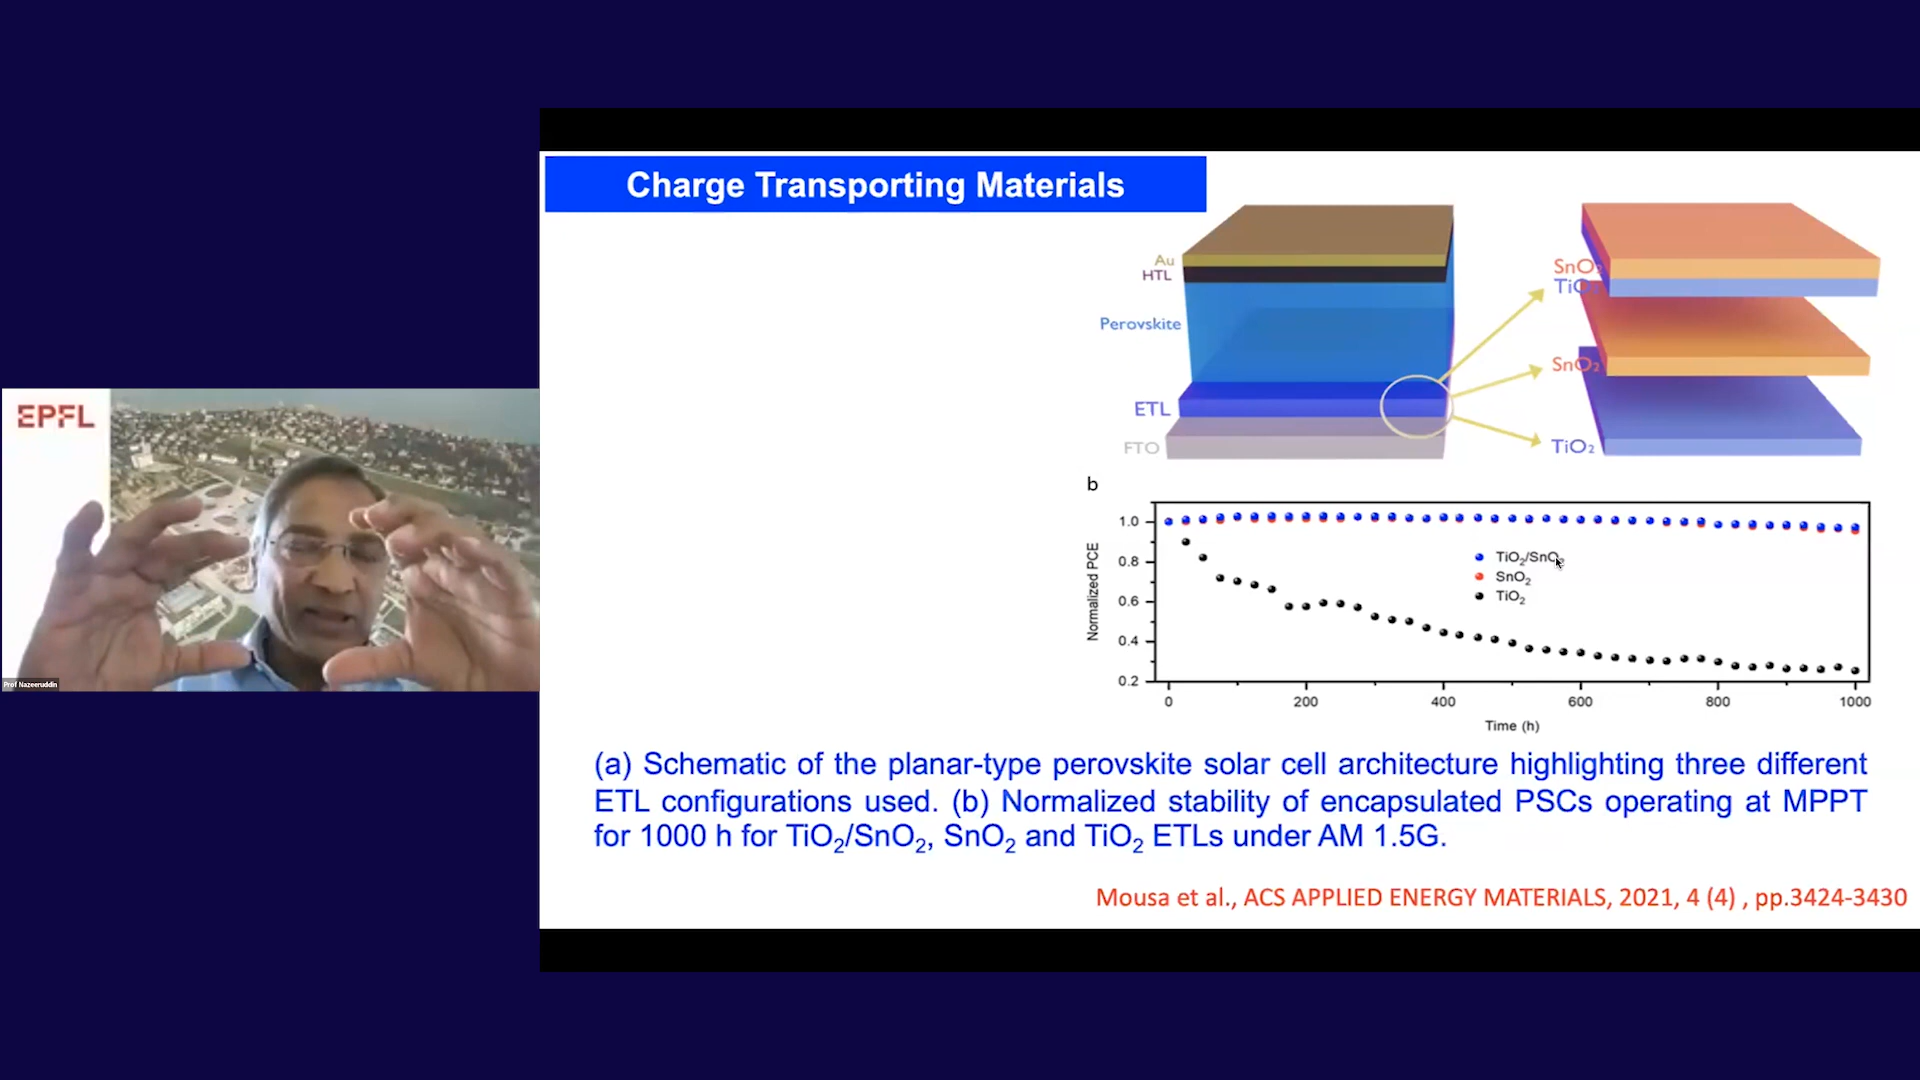 Charge Transporting Materials
Au
HTL
Perovskite
ETL
FTO
SnO₂
TiO₂
SnO₂
TiO₂
EPFL
Prof Nazeeruddin
b
Normalized PCE
1.0
0.8
0.6
0.4
0.2
TiO₂/SnO₂
SnO₂
TiO₂
0 200 400 600 800 1000
Time (h)
(a) Schematic of the planar-type perovskite solar cell architecture highlighting three different
ETL configurations used. (b) Normalized stability of encapsulated PSCs operating at MPPT
for 1000 h for TiO₂/SnO₂, SnO₂ and TiO₂ ETLs under AM 1.5G.
Mousa et al., ACS APPLIED ENERGY MATERIALS, 2021, 4 (4) , pp.3424-3430